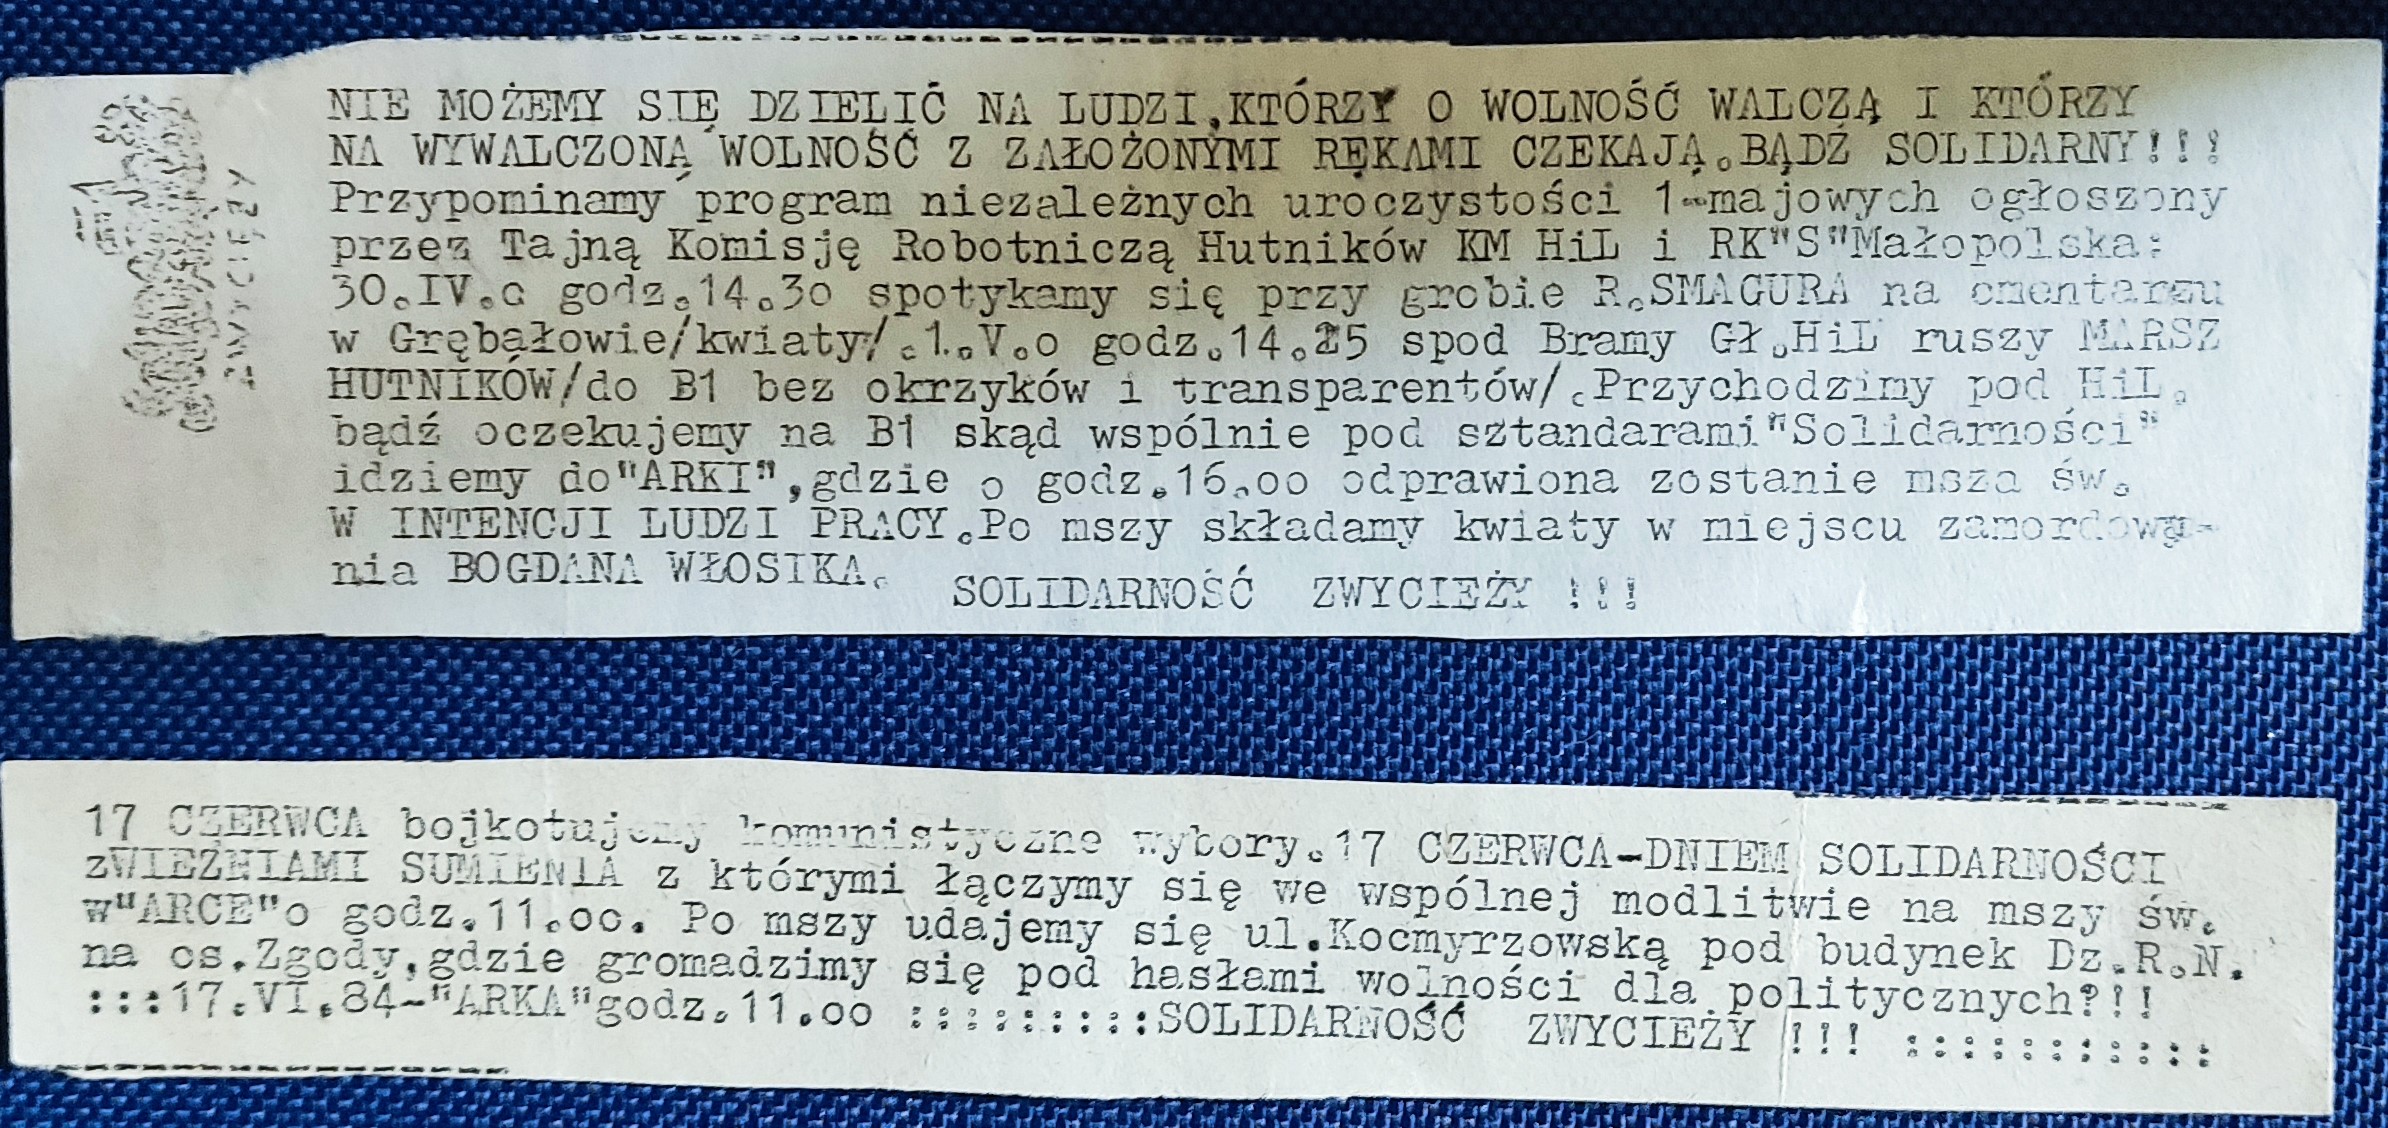 NIE MOŻEMY SIĘ DZIELIĆ NA LUDZI,KTÓRZY O WOLNOŚĆ WALCZĄ I KTÓRZY
NA WYWALCZONĄ WOLNOŚĆ Z ZAŁOŻONYMI RĘKAMI CZEKAJĄ.BĄDŹ SOLIDARNY!!!
Przypominamy program niezależnych uroczystości 1-majowych ogłoszony
przez Tajną Komisję Robotniczą Hutników KM HiL i RK"S"Małopolska:
30.IV.o godz.14.30 spotykamy się przy grobie R.SMAGURA na cmentarzu
w Grębałowie/kwiaty/.1.V.o godz.14.25 spod Bramy Gł.HiL ruszy MARSZ
HUTNIKÓW/do B1 bez okrzyków i transparentów/.Przychodzimy pod HiL.
bądź oczekujemy na B1 skąd wspólnie pod sztandarami"Solidarności"
idziemy do"ARKI",gdzie o godz.16.oo odprawiona zostanie msza św.
W INTENCJI LUDZI PRACY.Po mszy składamy kwiaty w miejscu zamordowa-
nia BOGDANA WŁOSIKA.
SOLIDARNOŚĆ ZWYCIEŻY !!!
ZWYCIĘŻY
17 CZERWCA bojkotujemy komunistyczne wybory.17 CZERWCA-DNIEM SOLIDARNOŚCI
zWIEŹNIAMI SUMIENIA z którymi łączymy się we wspólnej modlitwie na mszy św.
w"ARCE"o godz.11.oo. Po mszy udajemy się ul.Kocmyrzowską pod budynek Dz.R.N.
na os.Zgody,gdzie gromadzimy się pod hasłami wolności dla politycznych?!!
:::17.VI.84-"ARKA"godz.11.oo :::::::::SOLIDARNOŚĆ ZWYCIEŻY !!! :::::::::::